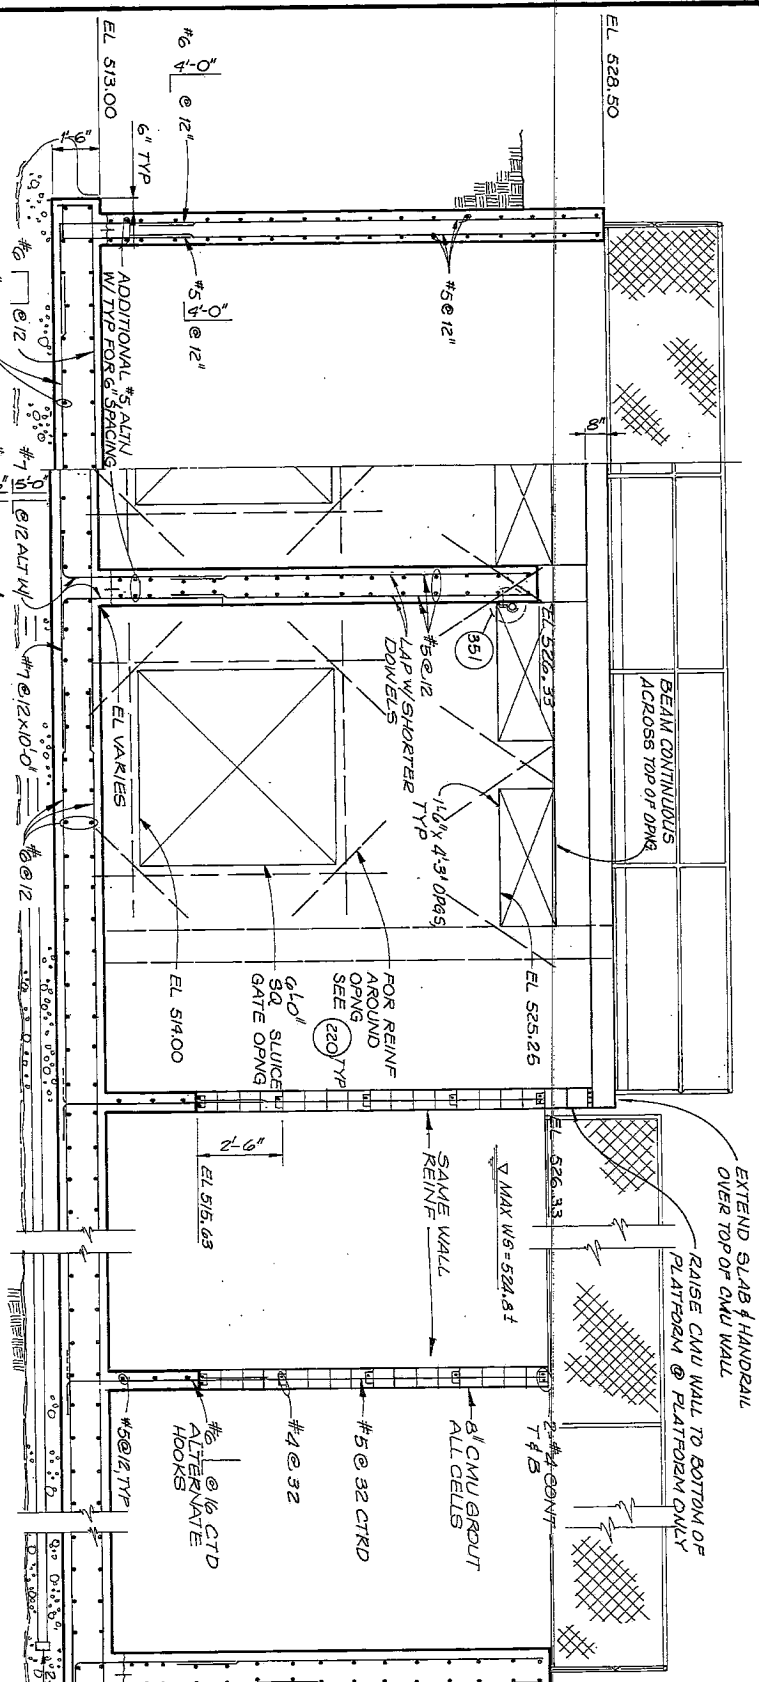 EL 528.50
EL 513.00
#6
4'-0"
@ 12"
6" TYP
1'-6"
#5
4'-0"
@ 12"
#5@12"
ADDITIONAL #5 ALTN
W/ TYP FOR 6" SPACING
#6 @ 12
8"
#7
5'-0"
@ 12 ALT W/
#7 @ 12 x 10'-0"
#6 @ 12
EL VARIES
BEAM CONTINUOUS
ACROSS TOP OF OPNG
EL 526.33
351
#5@12
LAP W/ SHORTER
DOWELS
1'-6" x 4'-3" OPGS,
TYP
EL 525.25
FOR REINF
AROUND
OPNG
SEE 220 TYP
6'-0"
SQ SLUICE
GATE OPNG
EL 514.00
EXTEND SLAB & HANDRAIL
OVER TOP OF CMU WALL
RAISE CMU WALL TO BOTTOM OF
PLATFORM @ PLATFORM ONLY
EL 526.33
MAX WS = 524.8±
SAME WALL
REINF
2'-6"
EL 515.63
2-#4 CONT
T & B
8" CMU GROUT
ALL CELLS
#5 @ 32 CTRD
#4 @ 32
#6 @ 16 CTD
ALTERNATE
HOOKS
#5@12, TYP